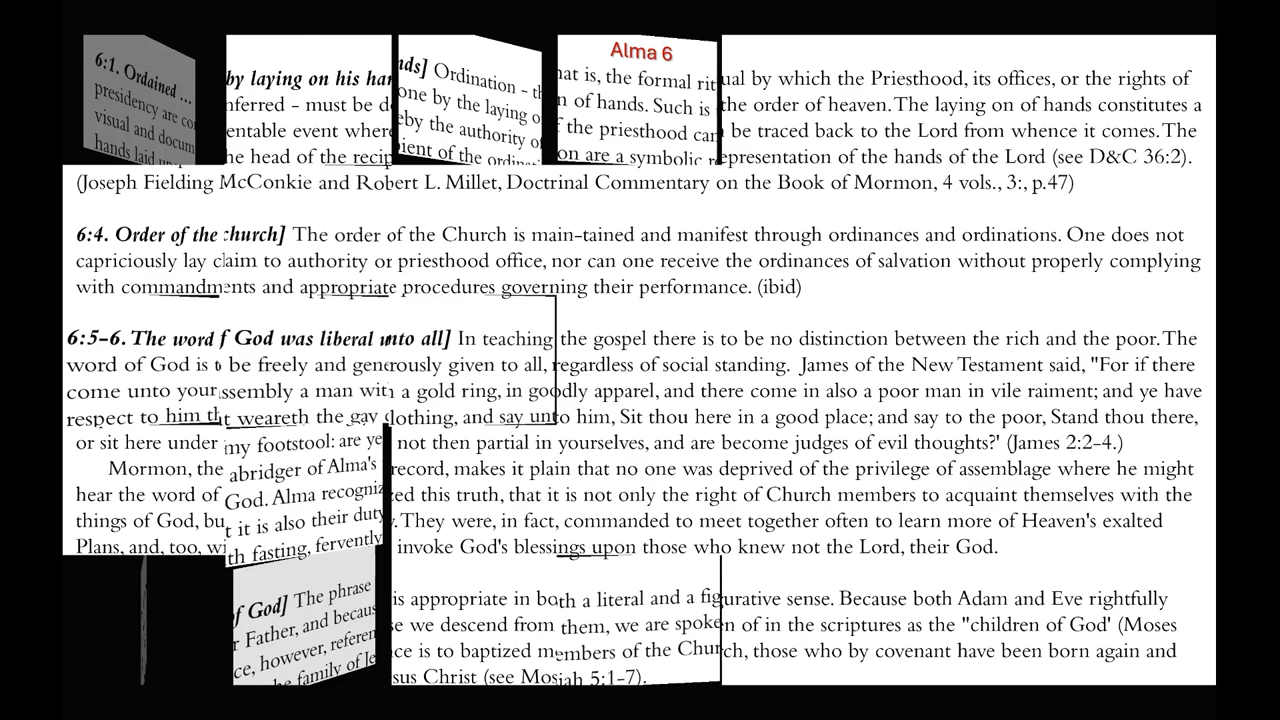 Alma 6
6:1. Ordained ... by laying on his hands] Ordination - that is, the formal ritual by which the Priesthood, its offices, or the rights of
presidency are conferred - must be done by the laying on of hands. Such is the order of heaven. The laying on of hands constitutes a
visual and documentable event whereby the authority of the priesthood can be traced back to the Lord from whence it comes. The
hands laid upon the head of the recipient of the ordination are a symbolic representation of the hands of the Lord (see D&C 36:2).
(Joseph Fielding McConkie and Robert L. Millet, Doctrinal Commentary on the Book of Mormon, 4 vols., 3:, p.47)
6:4. Order of the church] The order of the Church is main-tained and manifest through ordinances and ordinations. One does not
capriciously lay claim to authority or priesthood office, nor can one receive the ordinances of salvation without properly complying
with commandments and appropriate procedures governing their performance. (ibid)
6:5-6. The word of God was liberal unto all] In teaching the gospel there is to be no distinction between the rich and the poor. The
word of God is to be freely and generously given to all, regardless of social standing. James of the New Testament said, "For if there
come unto your assembly a man with a gold ring, in goodly apparel, and there come in also a poor man in vile raiment; and ye have
respect to him that weareth the gay clothing, and say unto him, Sit thou here in a good place; and say to the poor, Stand thou there,
or sit here under my footstool: are ye not then partial in yourselves, and are become judges of evil thoughts?' (James 2:2-4.)
Mormon, the abridger of Alma's record, makes it plain that no one was deprived of the privilege of assemblage where he might
hear the word of God. Alma recognized this truth, that it is not only the right of Church members to acquaint themselves with the
things of God, but it is also their duty. They were, in fact, commanded to meet together often to learn more of Heaven's exalted
Plans, and, too, with fasting, fervently invoke God's blessings upon those who knew not the Lord, their God.
of God] The phrase is appropriate in both a literal and a figurative sense. Because both Adam and Eve rightfully
Father, and because we descend from them, we are spoken of in the scriptures as the "children of God' (Moses
however, reference is to baptized members of the Church, those who by covenant have been born again and
the family of Jesus Christ (see Mosiah 5:1-7).